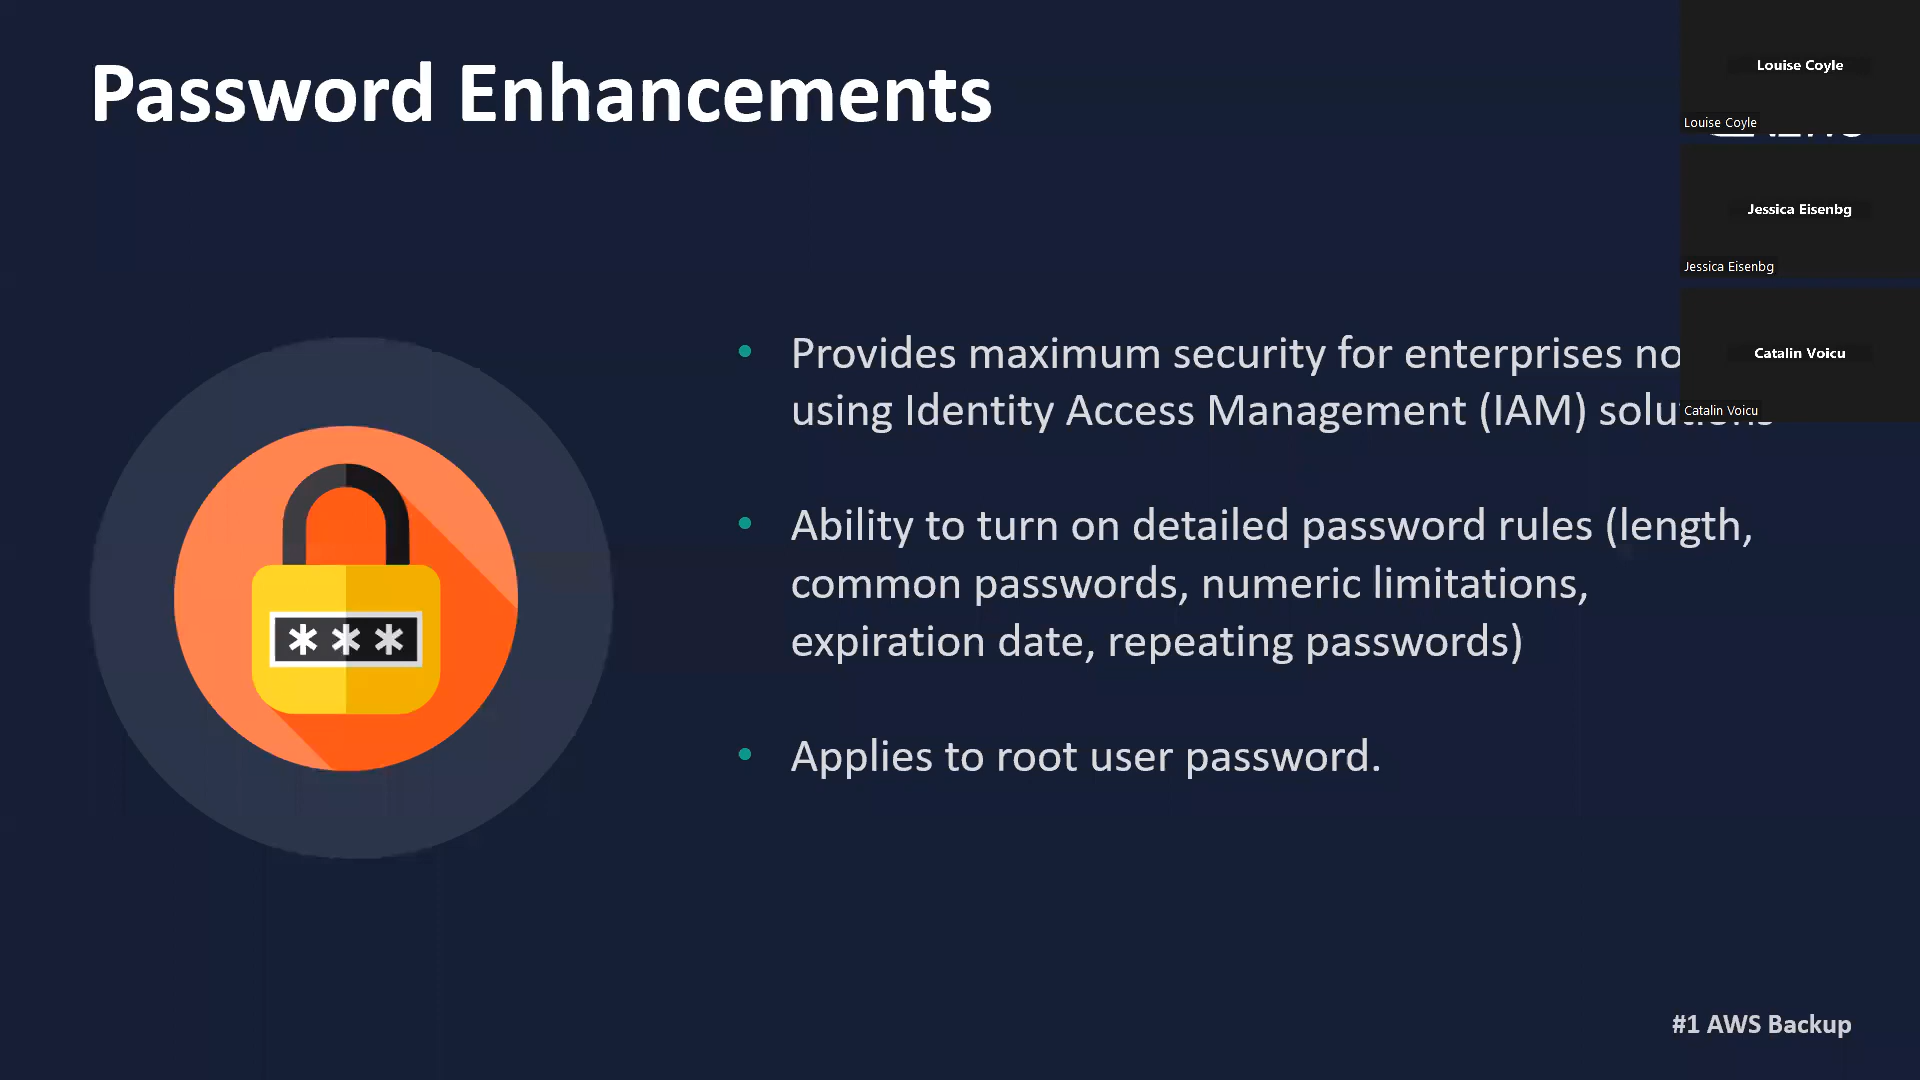 Password Enhancements
Louise Coyle
Louise Coyle
Jessica Eisenbg
Jessica Eisenbg
Catalin Voicu
Catalin Voicu
Provides maximum security for enterprises
using Identity Access Management (IAM) solutions
Ability to turn on detailed password rules (length,
common passwords, numeric limitations,
expiration date, repeating passwords)
Applies to root user password.
* * *
#1 AWS Backup